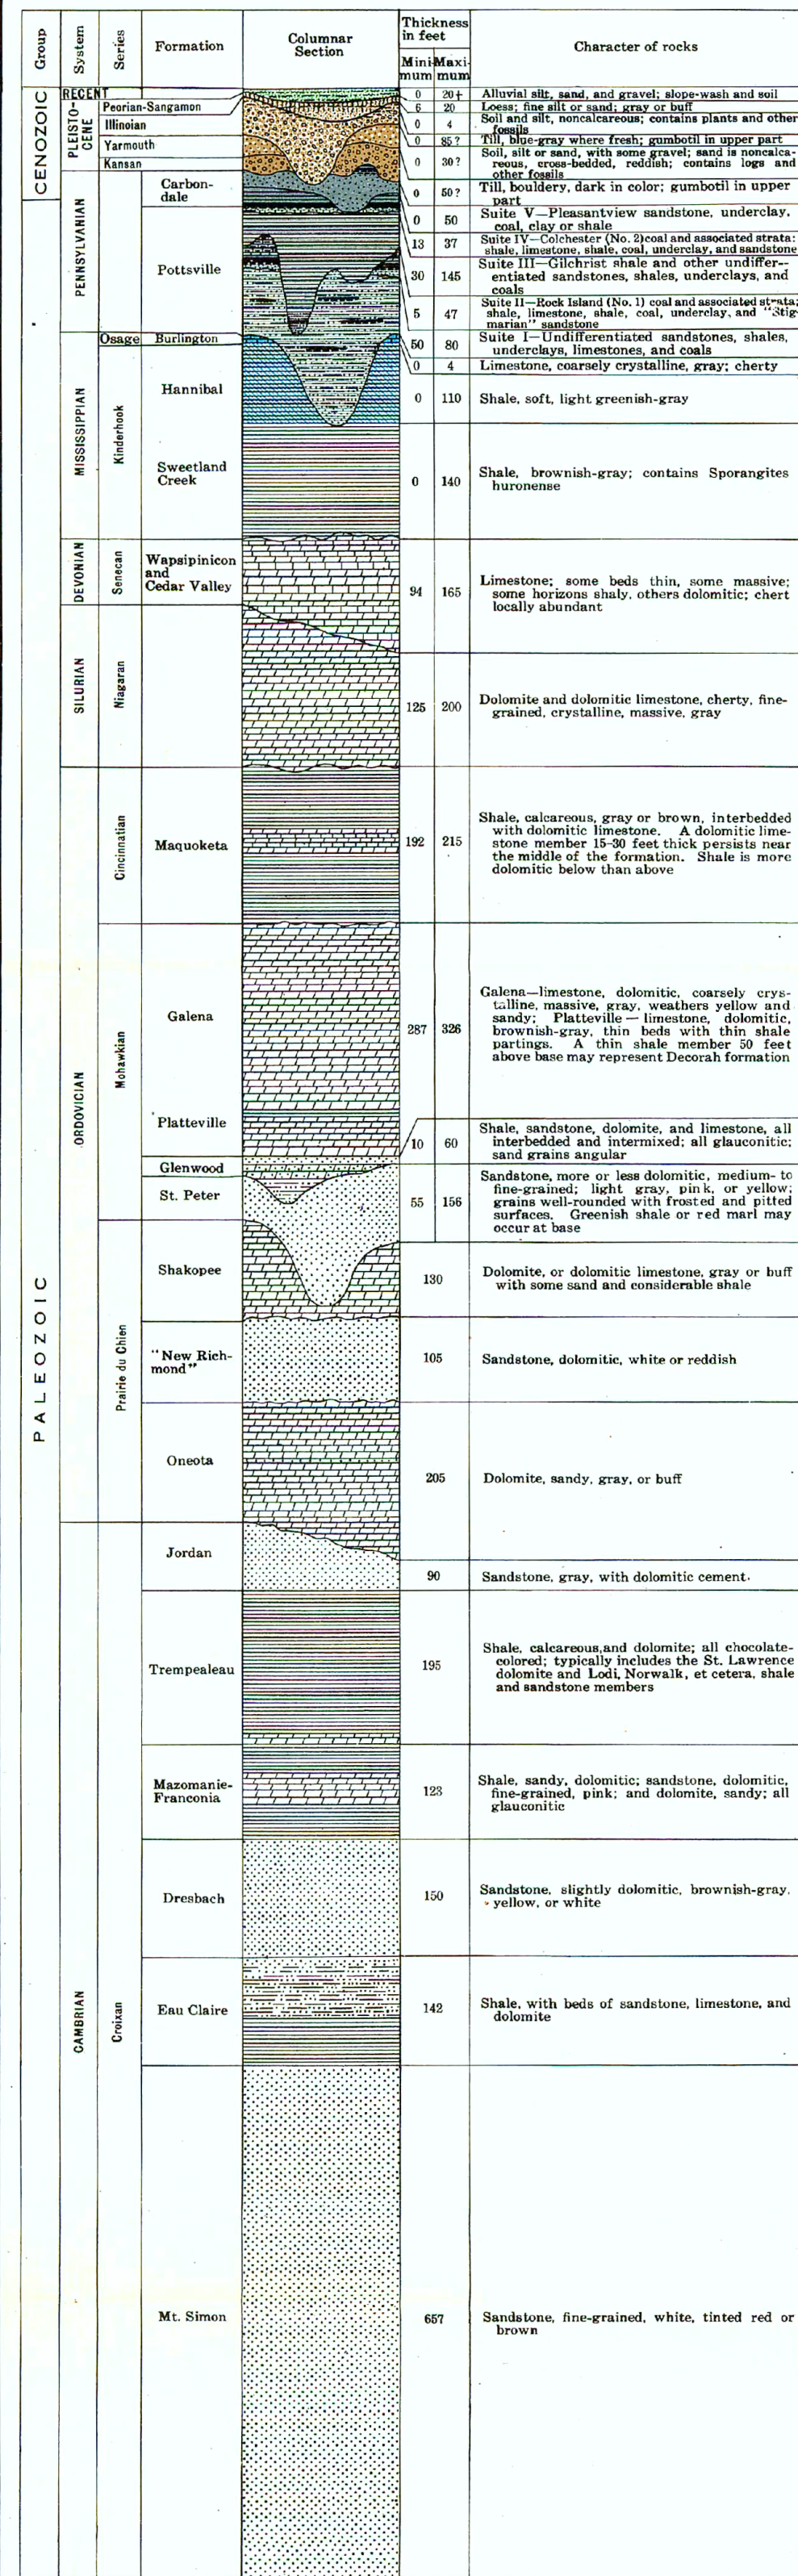 Group
System
Series
Formation
Columnar
Section
Thickness
in feet
Mini-
mum
Maxi-
mum
Character of rocks
CENOZOIC
RECENT
0 20+ Alluvial silt, sand, and gravel; slope-wash and soil
PLEISTO-
CENE
Peorian-Sangamon
6 20 Loess; fine silt or sand; gray or buff
Illinoian
0 4 Soil and silt, noncalcareous; contains plants and other
fossils
Yarmouth
0 85? Till, blue-gray where fresh; gumbotil in upper part
Kansan
0 30? Soil, silt or sand, with some gravel; sand is noncalca-
reous, cross-bedded, reddish; contains logs and
other fossils
PALEOZOIC
PENNSYLVANIAN
Carbon-
dale
0 50? Till, bouldery, dark in color; gumbotil in upper
part
0 50 Suite V—Pleasantview sandstone, underclay,
coal, clay or shale
13 37 Suite IV—Colchester (No. 2) coal and associated strata:
shale, limestone, shale, coal, underclay, and sandstone
Pottsville
30 145 Suite III—Gilchrist shale and other undiffer-
entiated sandstones, shales, underclays, and
coals
5 47 Suite II—Rock Island (No. 1) coal and associated strata;
shale, limestone, shale, coal, underclay, and "Stig-
marian" sandstone
50 80 Suite I—Undifferentiated sandstones, shales,
underclays, limestones, and coals
MISSISSIPPIAN
Osage
Burlington
0 4 Limestone, coarsely crystalline, gray; cherty
Kinderhook
Hannibal
0 110 Shale, soft, light greenish-gray
Sweetland
Creek
0 140 Shale, brownish-gray; contains Sporangites
huronense
DEVONIAN
Senecan
Wapsipinicon
and
Cedar Valley
94 165 Limestone; some beds thin, some massive;
some horizons shaly, others dolomitic; chert
locally abundant
SILURIAN
Niagaran
125 200 Dolomite and dolomitic limestone, cherty, fine-
grained, crystalline, massive, gray
ORDOVICIAN
Cincinnatian
Maquoketa
192 215 Shale, calcareous, gray or brown, interbedded
with dolomitic limestone. A dolomitic lime-
stone member 15-30 feet thick persists near
the middle of the formation. Shale is more
dolomitic below than above
Mohawkian
Galena
Platteville
287 326 Galena—limestone, dolomitic, coarsely crys-
talline, massive, gray, weathers yellow and
sandy; Platteville — limestone, dolomitic,
brownish-gray, thin beds with thin shale
partings. A thin shale member 50 feet
above base may represent Decorah formation
Glenwood
10 60 Shale, sandstone, dolomite, and limestone, all
interbedded and intermixed; all glauconitic;
sand grains angular
St. Peter
55 156 Sandstone, more or less dolomitic, medium- to
fine-grained; light gray, pink, or yellow;
grains well-rounded with frosted and pitted
surfaces. Greenish shale or red marl may
occur at base
Prairie du Chien
Shakopee
130 Dolomite, or dolomitic limestone, gray or buff
with some sand and considerable shale
"New Rich-
mond"
105 Sandstone, dolomitic, white or reddish
Oneota
205 Dolomite, sandy, gray, or buff
CAMBRIAN
Croixan
Jordan
90 Sandstone, gray, with dolomitic cement.
Trempealeau
195 Shale, calcareous, and dolomite; all chocolate-
colored; typically includes the St. Lawrence
dolomite and Lodi, Norwalk, et cetera, shale
and sandstone members
Mazomanie-
Franconia
123 Shale, sandy, dolomitic; sandstone, dolomitic,
fine-grained, pink; and dolomite, sandy; all
glauconitic
Dresbach
150 Sandstone, slightly dolomitic, brownish-gray,
yellow, or white
Eau Claire
142 Shale, with beds of sandstone, limestone, and
dolomite
Mt. Simon
657 Sandstone, fine-grained, white, tinted red or
brown